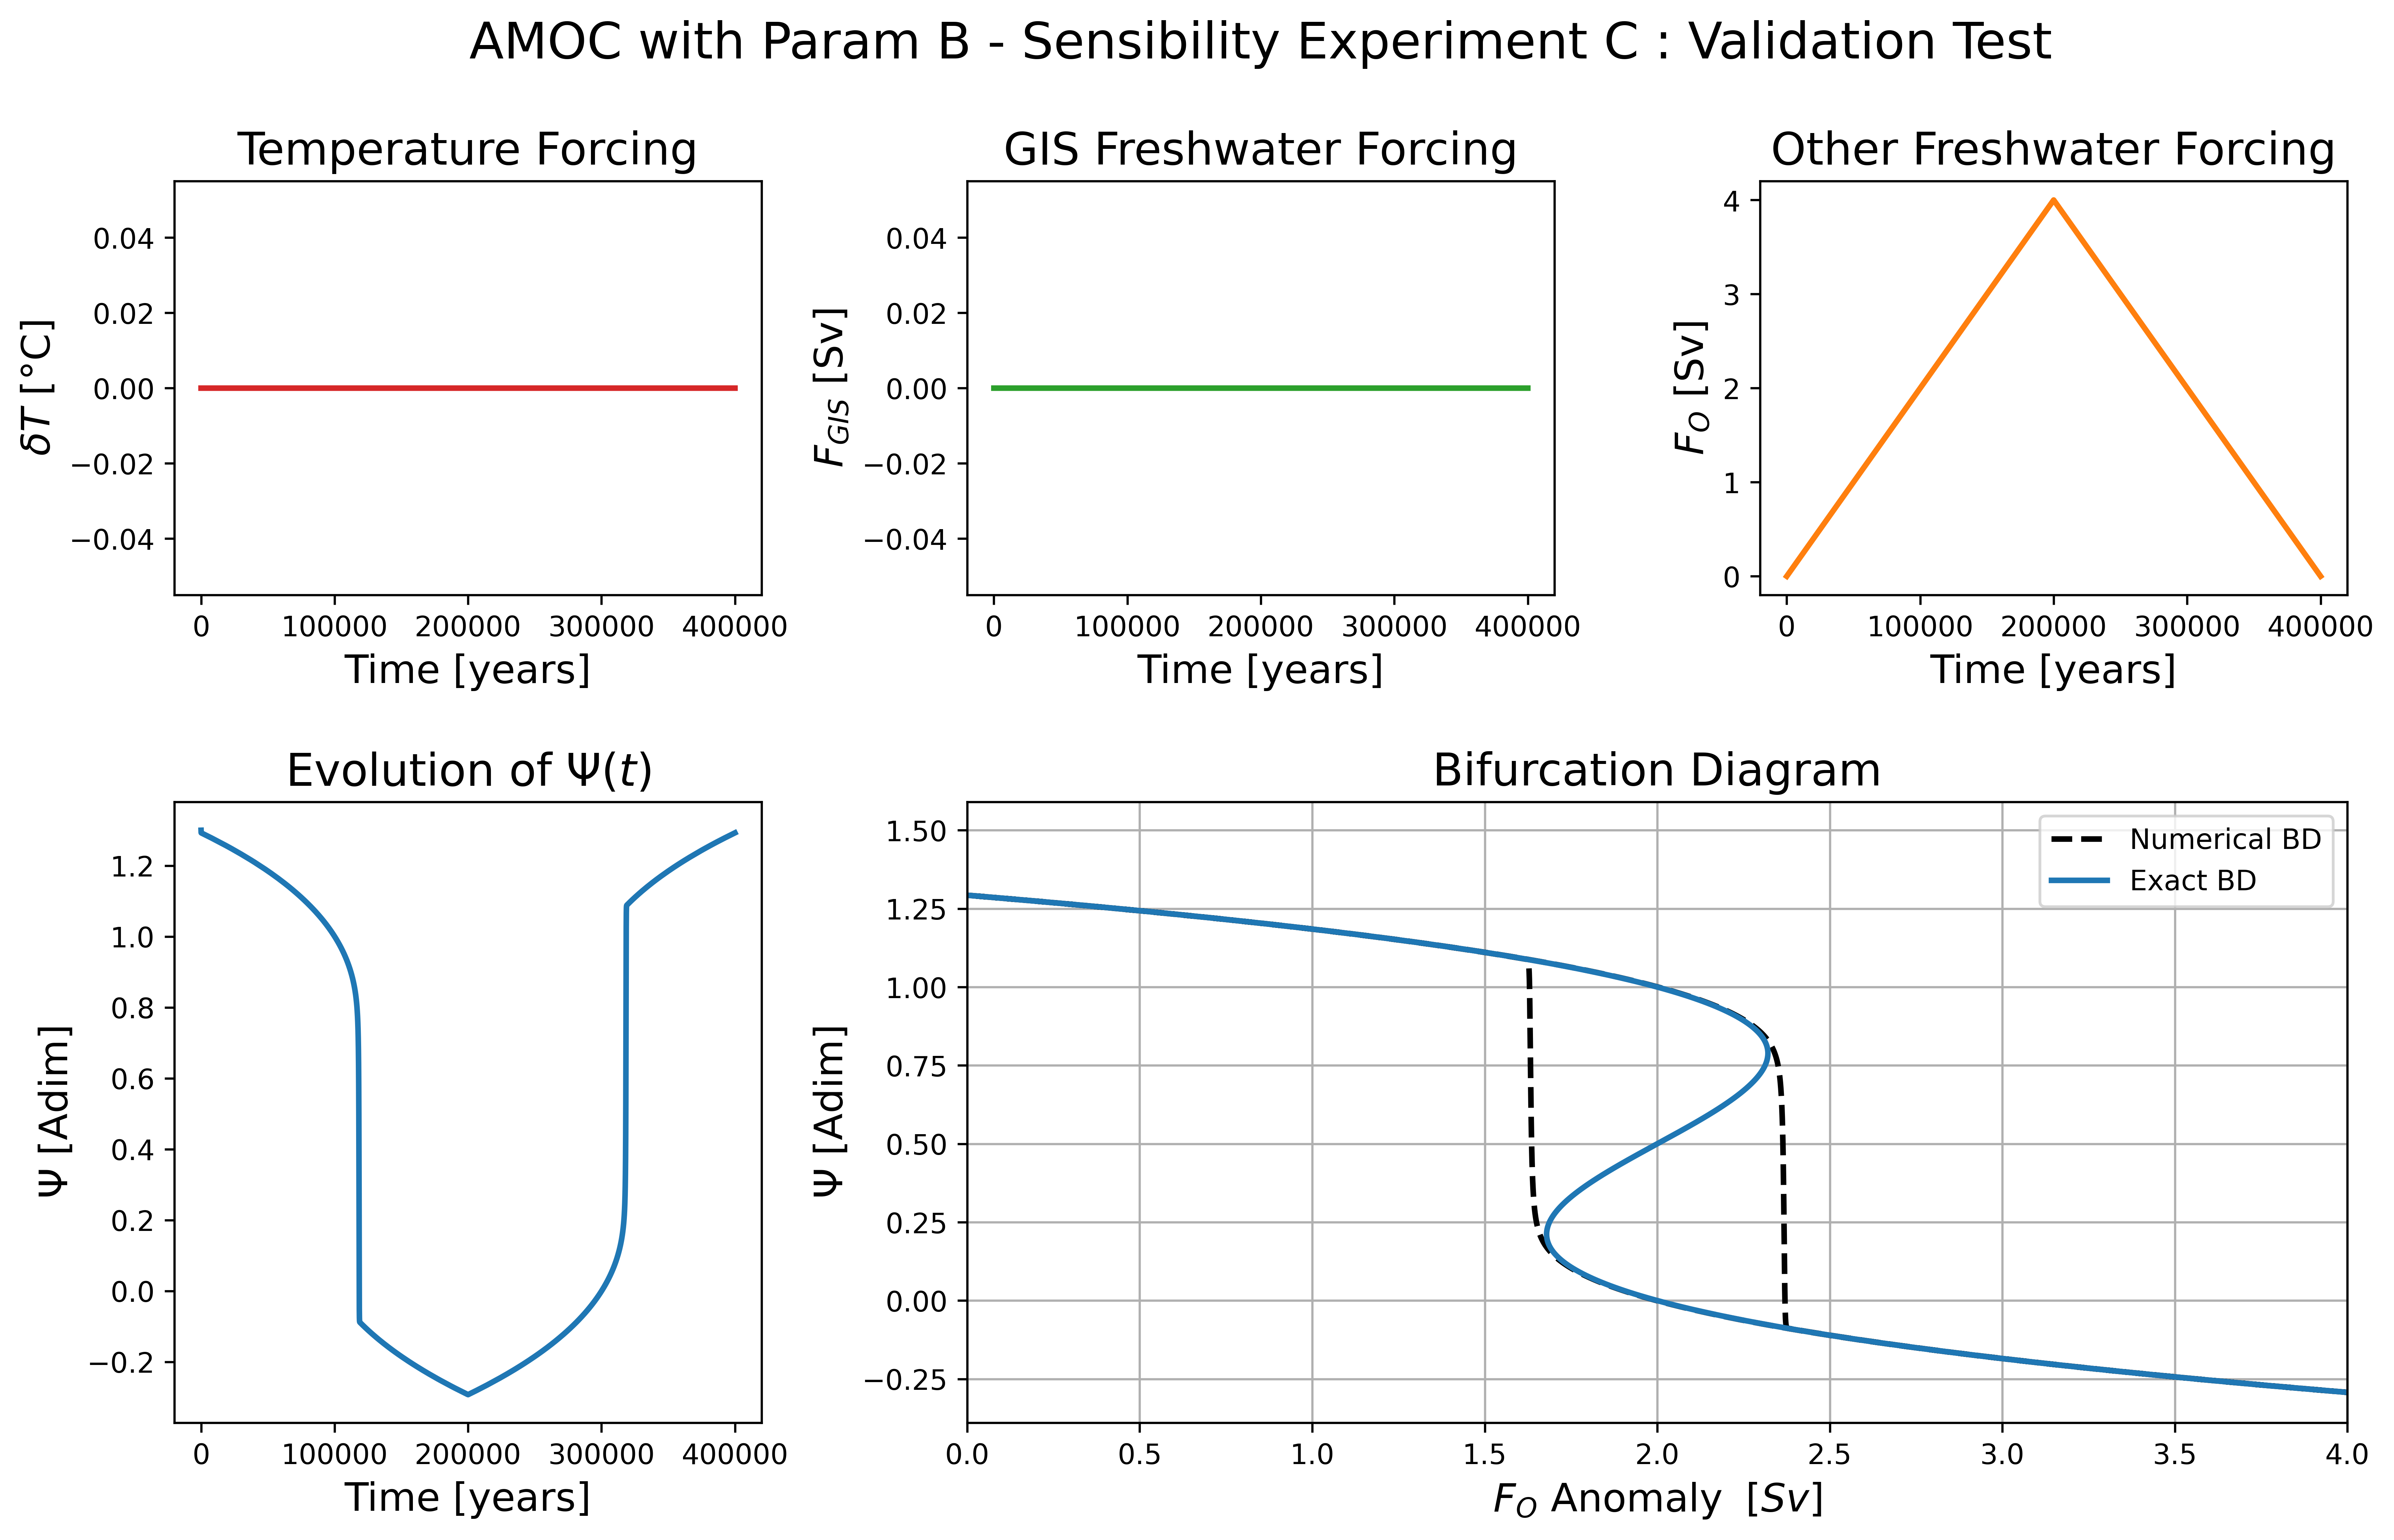 AMOC with Param B - Sensibility Experiment C : Validation Test
Temperature Forcing
GIS Freshwater Forcing
Other Freshwater Forcing
δT [°C]
0.04
0.02
0.00
−0.02
−0.04
0 100000 200000 300000 400000
Time [years]
F_GIS [Sv]
0.04
0.02
0.00
−0.02
−0.04
0 100000 200000 300000 400000
Time [years]
F_O [Sv]
4
3
2
1
0
0 100000 200000 300000 400000
Time [years]
Evolution of Ψ(t)
Ψ [Adim]
1.2
1.0
0.8
0.6
0.4
0.2
0.0
−0.2
0 100000 200000 300000 400000
Time [years]
Bifurcation Diagram
Ψ [Adim]
1.50
1.25
1.00
0.75
0.50
0.25
0.00
−0.25
Numerical BD
Exact BD
0.0 0.5 1.0 1.5 2.0 2.5 3.0 3.5 4.0
F_O Anomaly [Sv]